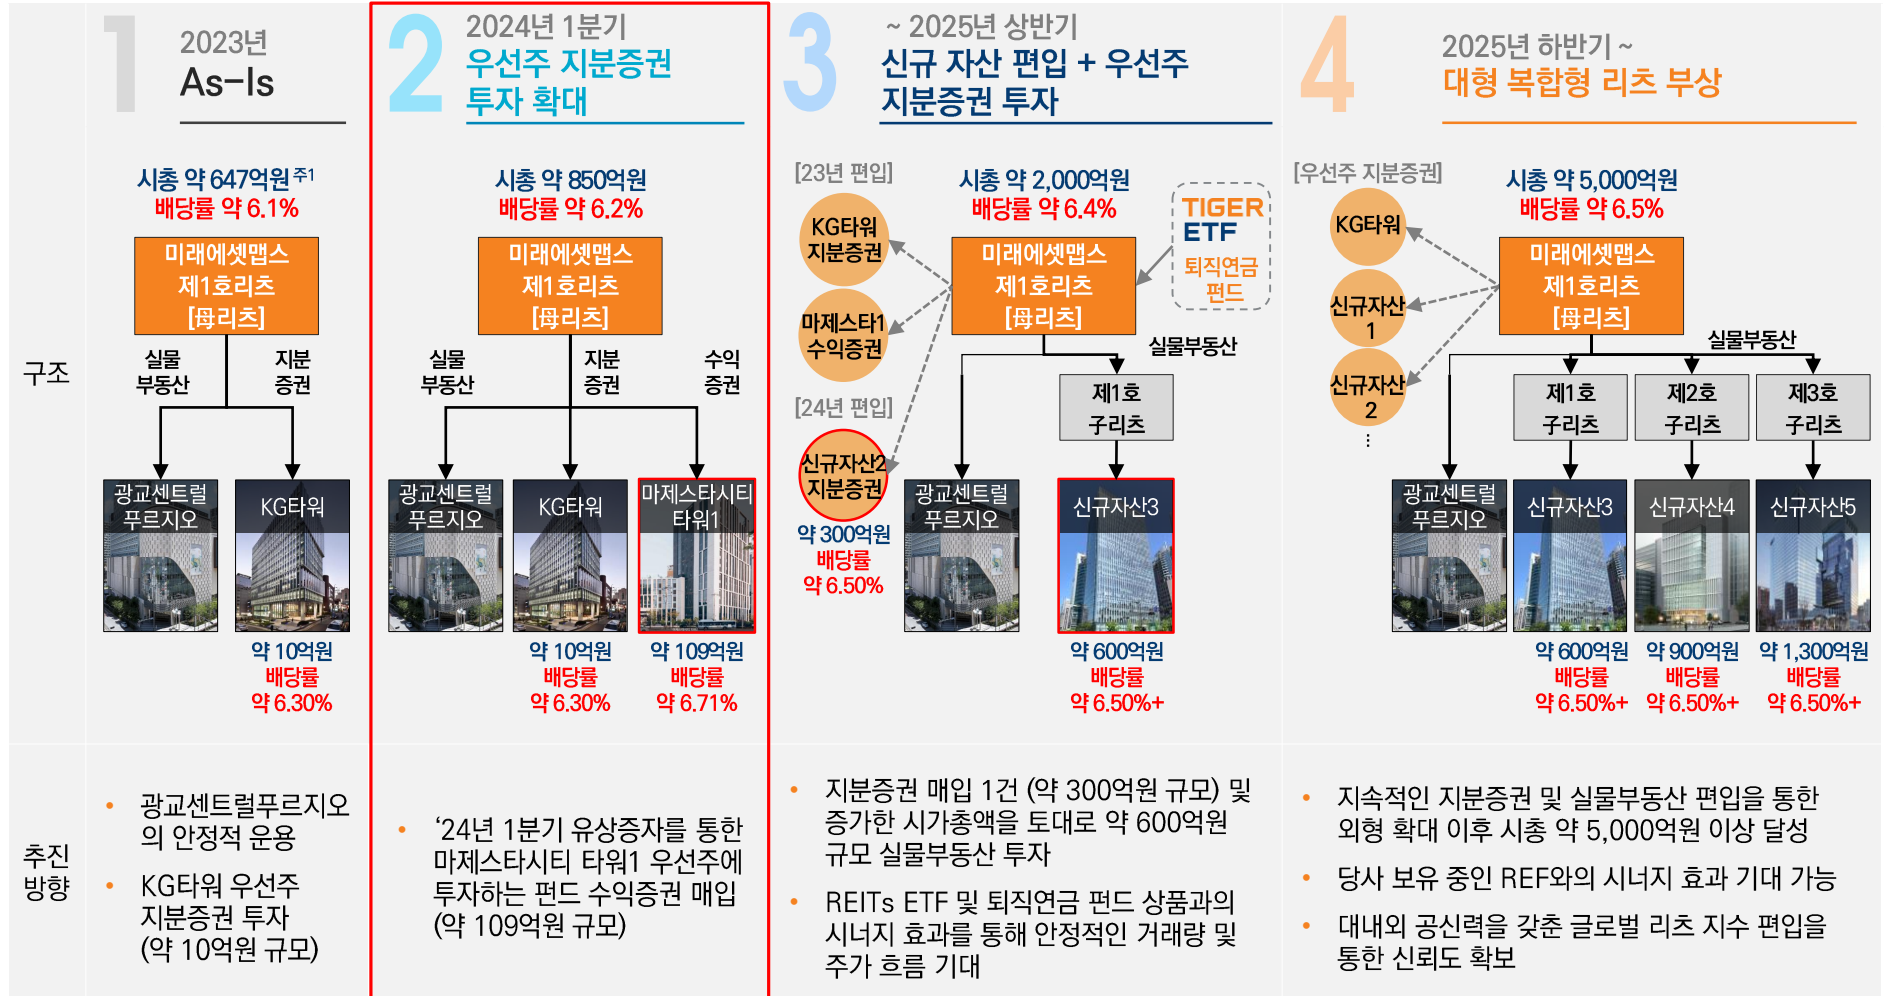 1
2023년
As-Is
2
2024년 1분기
우선주 지분증권
투자 확대
3
~ 2025년 상반기
신규 자산 편입 + 우선주
지분증권 투자
4
2025년 하반기 ~
대형 복합형 리츠 부상
구조
시총 약 647억원 주1
배당률 약 6.1%
미래에셋맵스
제1호리츠
[母리츠]
실물
부동산
지분
증권
광교센트럴
푸르지오
KG타워
약 10억원
배당률
약 6.30%
시총 약 850억원
배당률 약 6.2%
미래에셋맵스
제1호리츠
[母리츠]
실물
부동산
지분
증권
수익
증권
광교센트럴
푸르지오
KG타워
마제스타시티
타워1
약 10억원
배당률
약 6.30%
약 109억원
배당률
약 6.71%
[23년 편입]
KG타워
지분증권
마제스타1
수익증권
[24년 편입]
신규자산2
지분증권
약 300억원
배당률
약 6.50%
시총 약 2,000억원
배당률 약 6.4%
미래에셋맵스
제1호리츠
[母리츠]
TIGER
ETF
퇴직연금
펀드
실물부동산
제1호
子리츠
광교센트럴
푸르지오
신규자산3
약 600억원
배당률
약 6.50%+
[우선주 지분증권]
KG타워
신규자산
1
신규자산
2
⋮
시총 약 5,000억원
배당률 약 6.5%
미래에셋맵스
제1호리츠
[母리츠]
실물부동산
제1호
子리츠
제2호
子리츠
제3호
子리츠
광교센트럴
푸르지오
신규자산3
신규자산4
신규자산5
약 600억원
배당률
약 6.50%+
약 900억원
배당률
약 6.50%+
약 1,300억원
배당률
약 6.50%+
추진
방향
• 광교센트럴푸르지오
의 안정적 운용
• KG타워 우선주
지분증권 투자
(약 10억원 규모)
• ‘24년 1분기 유상증자를 통한
마제스타시티 타워1 우선주에
투자하는 펀드 수익증권 매입
(약 109억원 규모)
• 지분증권 매입 1건 (약 300억원 규모) 및
증가한 시가총액을 토대로 약 600억원
규모 실물부동산 투자
• REITs ETF 및 퇴직연금 펀드 상품과의
시너지 효과를 통해 안정적인 거래량 및
주가 흐름 기대
• 지속적인 지분증권 및 실물부동산 편입을 통한
외형 확대 이후 시총 약 5,000억원 이상 달성
• 당사 보유 중인 REF와의 시너지 효과 기대 가능
• 대내외 공신력을 갖춘 글로벌 리츠 지수 편입을
통한 신뢰도 확보